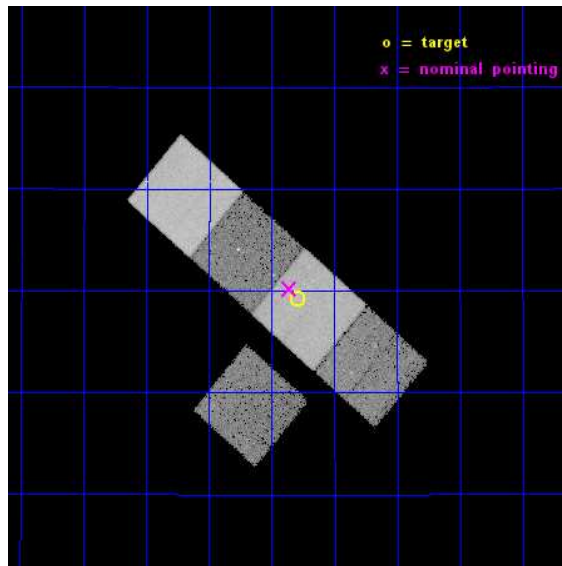 o = target
x = nominal pointing